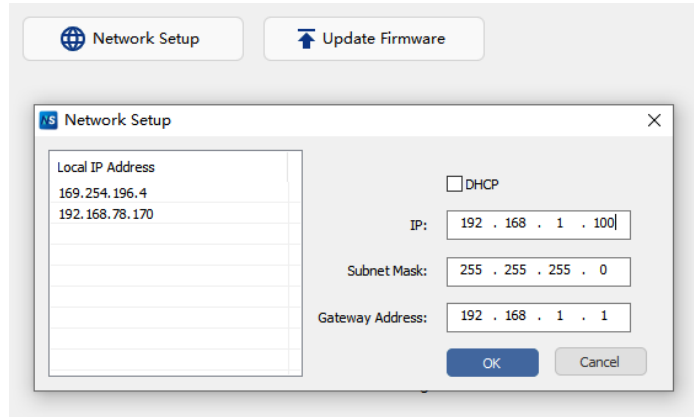 Network Setup
Update Firmware
NS Network Setup
Local IP Address
169.254.196.4
192.168.78.170
DHCP
IP: 192 . 168 . 1 . 100
Subnet Mask: 255 . 255 . 255 . 0
Gateway Address: 192 . 168 . 1 . 1
OK
Cancel